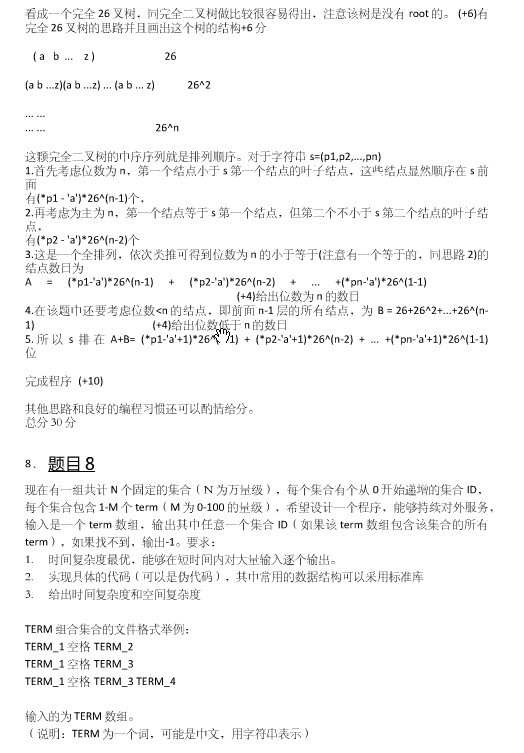 看成一个完全 26 叉树，同完全二叉树做比较很容易得出，注意该树是没有 root 的。 (+6)有
完全 26 叉树的思路并且画出这个树的结构+6 分
( a b ... z ) 26
(a b ...z)(a b ...z) ... (a b ... z) 26^2
... ...
... ... 26^n
这颗完全二叉树的中序序列就是排列顺序。对于字符串 s=(p1,p2,...,pn)
1.首先考虑位数为 n，第一个结点小于 s 第一个结点的叶子结点，这些结点显然顺序在 s 前
面
有(*p1 - 'a')*26^(n-1)个，
2.再考虑为主为 n，第一个结点等于 s 第一个结点，但第二个不小于 s 第二个结点的叶子结
点，
有(*p2 - 'a')*26^(n-2)个
3.这是一个全排列，依次类推可得到位数为 n 的小于等于(注意有一个等于的，同思路 2)的
结点数目为
A = (*p1-'a')*26^(n-1) + (*p2-'a')*26^(n-2) + ... +(*pn-'a')*26^(1-1)
(+4)给出位数为 n 的数目
4.在该题中还要考虑位数<n 的结点，即前面 n-1 层的所有结点，为 B = 26+26^2+...+26^(n-
1) (+4)给出位数低于 n 的数目
5. 所 以 s 排 在 A+B= (*p1-'a'+1)*26^ 1) + (*p2-'a'+1)*26^(n-2) + ... +(*pn-'a'+1)*26^(1-1)
位
完成程序 (+10)
其他思路和良好的编程习惯还可以酌情给分。
总分 30 分
8． 题目 8
现在有一组共计 N 个固定的集合（ N 为万量级），每个集合有个从 0 开始递增的集合 ID，
每个集合包含 1-M 个 term（ M 为 0-100 的量级），希望设计一个程序，能够持续对外服务，
输入是一个 term 数组，输出其中任意一个集合 ID（ 如果该 term 数组包含该集合的所有
term），如果找不到，输出-1。要求：
1. 时间复杂度最优，能够在短时间内对大量输入逐个输出。
2. 实现具体的代码（可以是伪代码），其中常用的数据结构可以采用标准库
3. 给出时间复杂度和空间复杂度
TERM 组合集合的文件格式举例：
TERM_1 空格 TERM_2
TERM_1 空格 TERM_3
TERM_1 空格 TERM_3 TERM_4
输入的为 TERM 数组。
（ 说明：TERM 为一个词，可能是中文，用字符串表示）